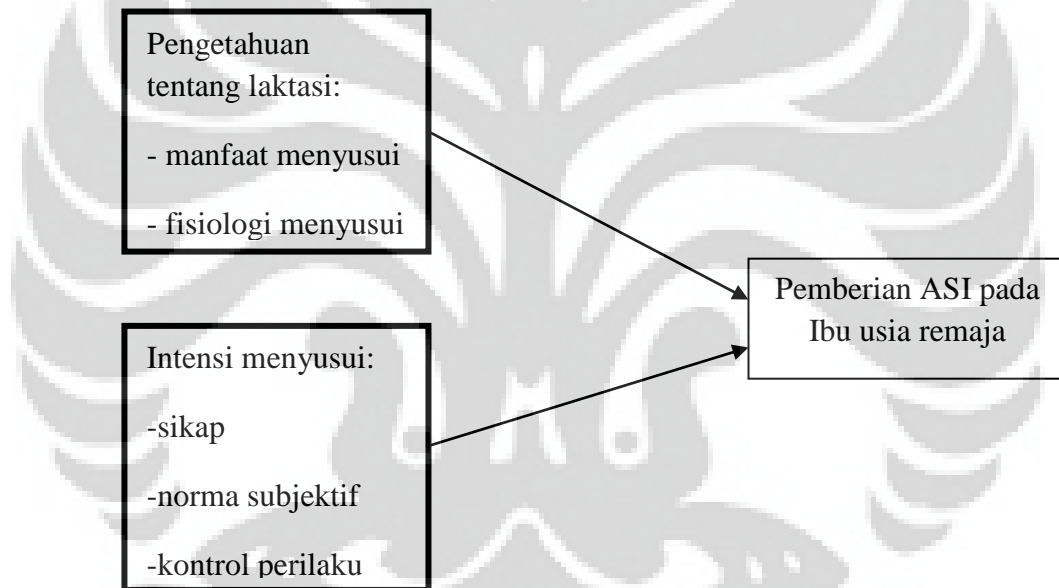 Pengetahuan
tentang laktasi:
- manfaat menyusui
- fisiologi menyusui
Intensi menyusui:
-sikap
-norma subjektif
-kontrol perilaku
Pemberian ASI pada
Ibu usia remaja